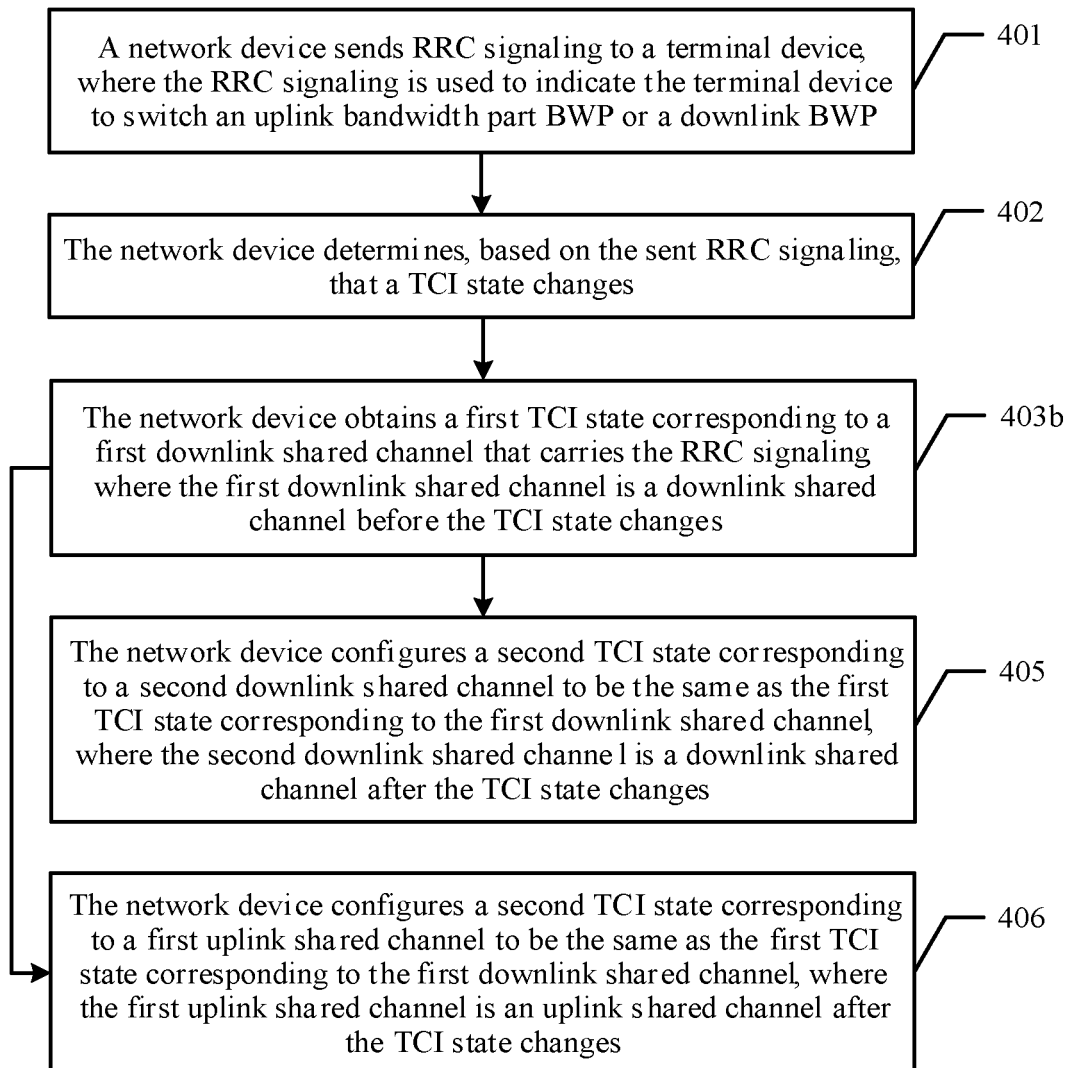 A network device sends RRC signaling to a terminal device,
where the RRC signaling is used to indicate the terminal device
to switch an uplink bandwidth part BWP or a downlink BWP
401
The network device determines, based on the sent RRC signaling,
that a TCI state changes
402
The network device obtains a first TCI state corresponding to a
first downlink shared channel that carries the RRC signaling
where the first downlink shared channel is a downlink shared
channel before the TCI state changes
403b
The network device configures a second TCI state corresponding
to a second downlink shared channel to be the same as the first
TCI state corresponding to the first downlink shared channel,
where the second downlink shared channel is a downlink shared
channel after the TCI state changes
405
The network device configures a second TCI state corresponding
to a first uplink shared channel to be the same as the first TCI
state corresponding to the first downlink shared channel, where
the first uplink shared channel is an uplink shared channel after
the TCI state changes
406